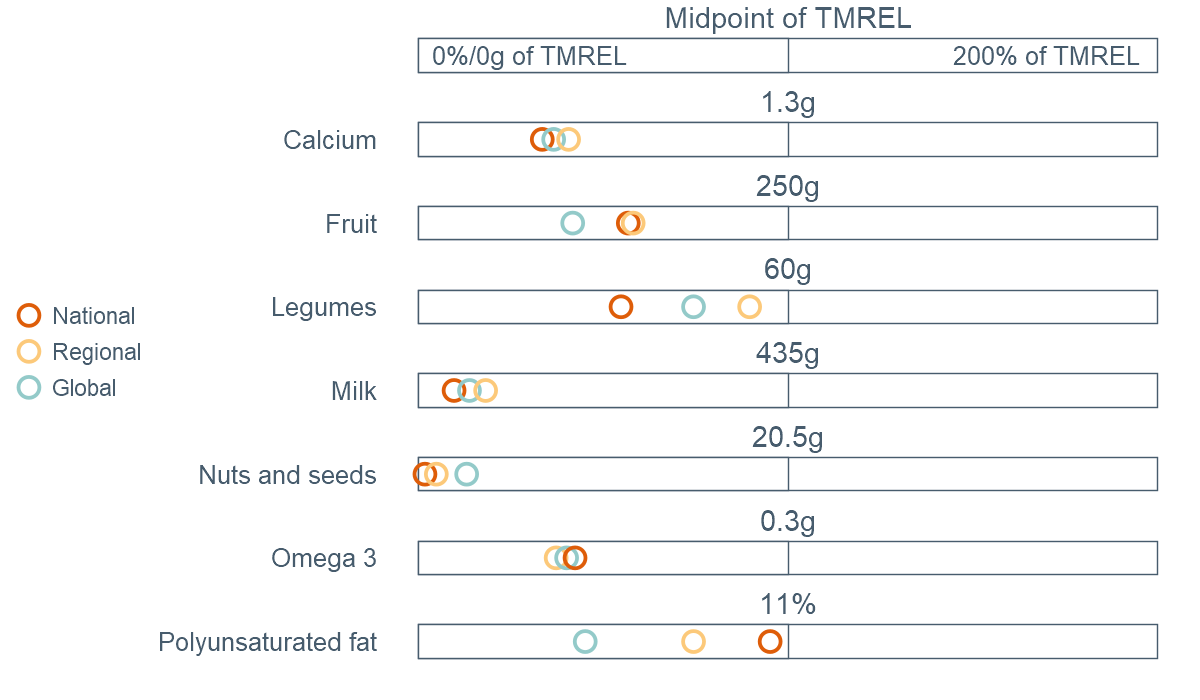 Midpoint of TMREL
0%/0g of TMREL 200% of TMREL
1.3g
Calcium
250g
Fruit
60g
Legumes
435g
Milk
20.5g
Nuts and seeds
0.3g
Omega 3
11%
Polyunsaturated fat
National
Regional
Global